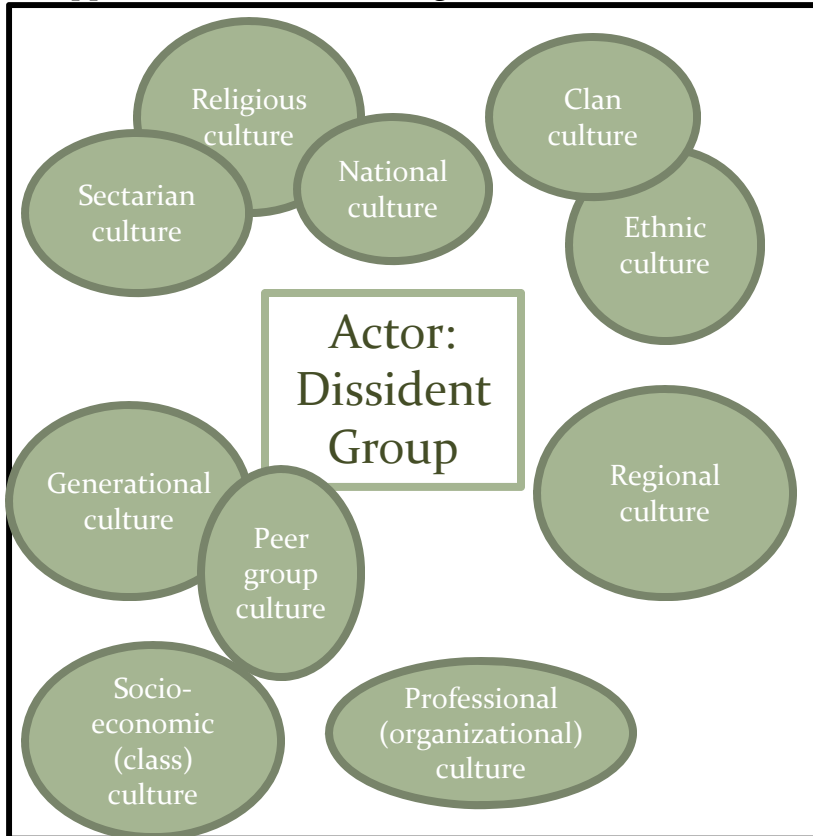 Religious
culture
Clan
culture
National
culture
Sectarian
culture
Ethnic
culture
Actor:
Dissident
Group
Generational
culture
Regional
culture
Peer
group
culture
Socio-
economic
(class)
culture
Professional
(organizational)
culture